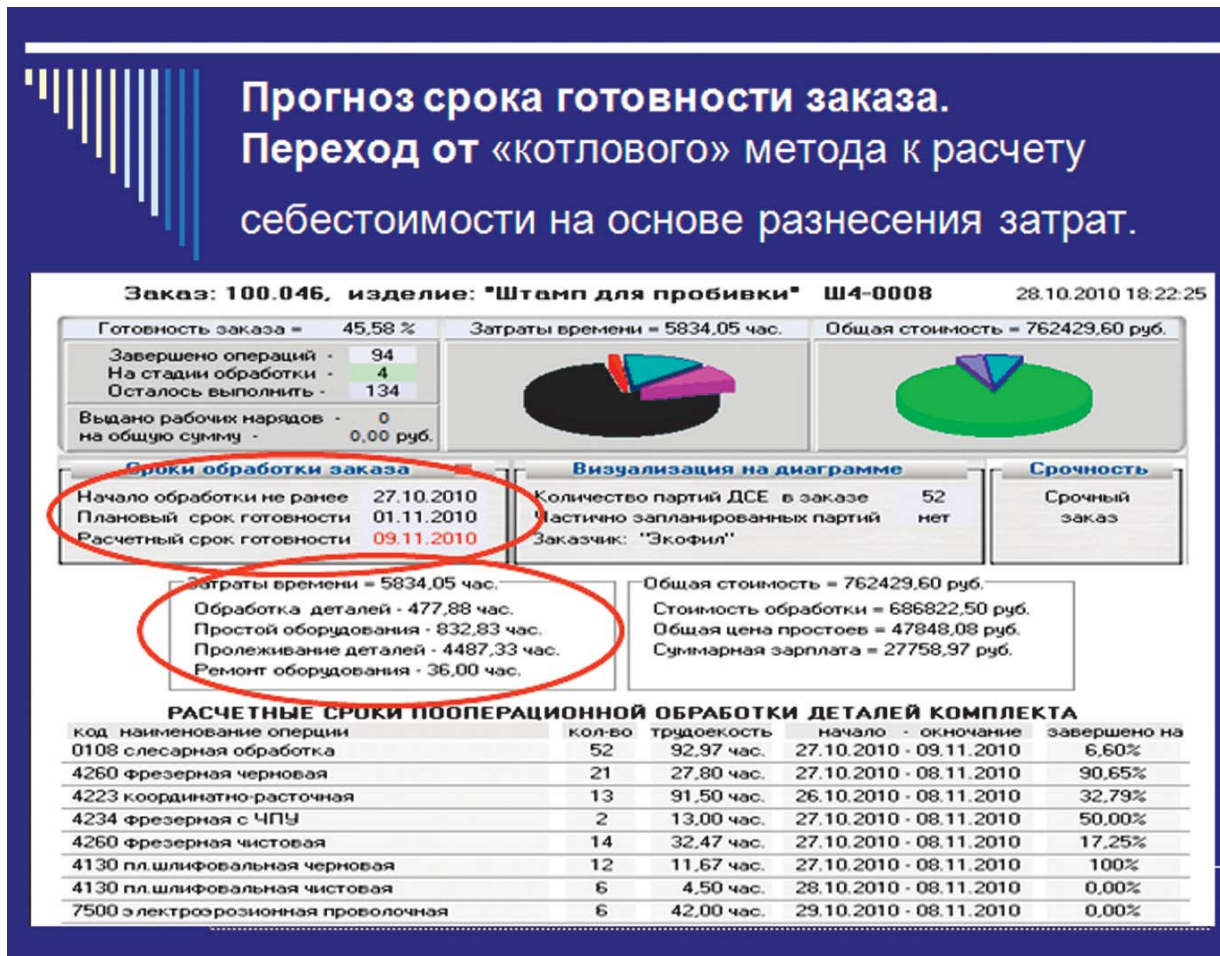 Прогноз срока готовности заказа.
Переход от «котлового» метода к расчету
себестоимости на основе разнесения затрат.
Заказ: 100.046, изделие: "Штамп для пробивки" Ш4-0008 28.10.2010 18:22:25
Готовность заказа = 45,58 % Затраты времени = 5834,05 час. Общая стоимость = 762429,60 руб.
Завершено операций - 94
На стадии обработки - 4
Осталось выполнить - 134
Выдано рабочих нарядов - 0
на общую сумму - 0,00 руб.
Сроки обработки заказа Визуализация на диаграмме Срочность
Начало обработки не ранее 27.10.2010 Количество партий ДСЕ в заказе 52 Срочный
Плановый срок готовности 01.11.2010 Частично запланированных партий нет заказ
Расчетный срок готовности 09.11.2010 Заказчик: "Экофил"
Затраты времени = 5834,05 час. Общая стоимость = 762429,60 руб.
Обработка деталей - 477,88 час. Стоимость обработки = 686822,50 руб.
Простой оборудования - 832,83 час. Общая цена простоев = 47848,08 руб.
Пролеживание деталей - 4487,33 час. Суммарная зарплата = 27758,97 руб.
Ремонт оборудования - 36,00 час.
РАСЧЕТНЫЕ СРОКИ ПООПЕРАЦИОННОЙ ОБРАБОТКИ ДЕТАЛЕЙ КОМПЛЕКТА
код наименование оперции кол-во трудоекость начало - окночание завершено на
0108 слесарная обработка 52 92,97 час. 27.10.2010 - 09.11.2010 6,60%
4260 фрезерная черновая 21 27,80 час. 27.10.2010 - 08.11.2010 90,65%
4223 координатно-расточная 13 91,50 час. 26.10.2010 - 08.11.2010 32,79%
4234 фрезерная с ЧПУ 2 13,00 час. 27.10.2010 - 08.11.2010 50,00%
4260 фрезерная чистовая 14 32,47 час. 27.10.2010 - 08.11.2010 17,25%
4130 пл.шлифовальная черновая 12 11,67 час. 27.10.2010 - 08.11.2010 100%
4130 пл.шлифовальная чистовая 6 4,50 час. 28.10.2010 - 08.11.2010 0,00%
7500 электроэрозионная проволочная 6 42,00 час. 29.10.2010 - 08.11.2010 0,00%